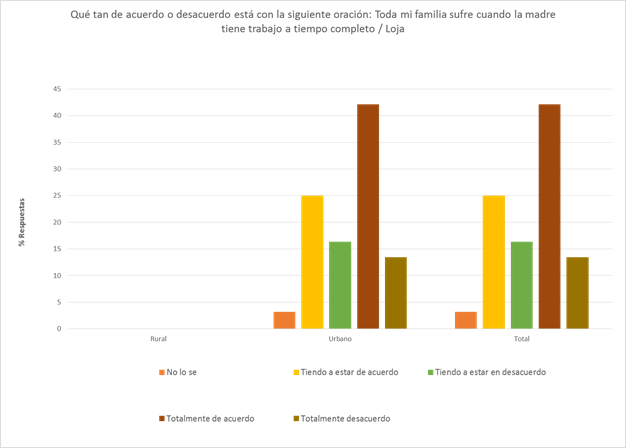 Qué tan de acuerdo o desacuerdo está con la siguiente oración: Toda mi familia sufre cuando la madre
tiene trabajo a tiempo completo / Loja
45
40
35
30
25
20
15
10
5
0
% Respuestas
Rural Urbano Total
No lo se Tiendo a estar de acuerdo Tiendo a estar en desacuerdo
Totalmente de acuerdo Totalmente desacuerdo